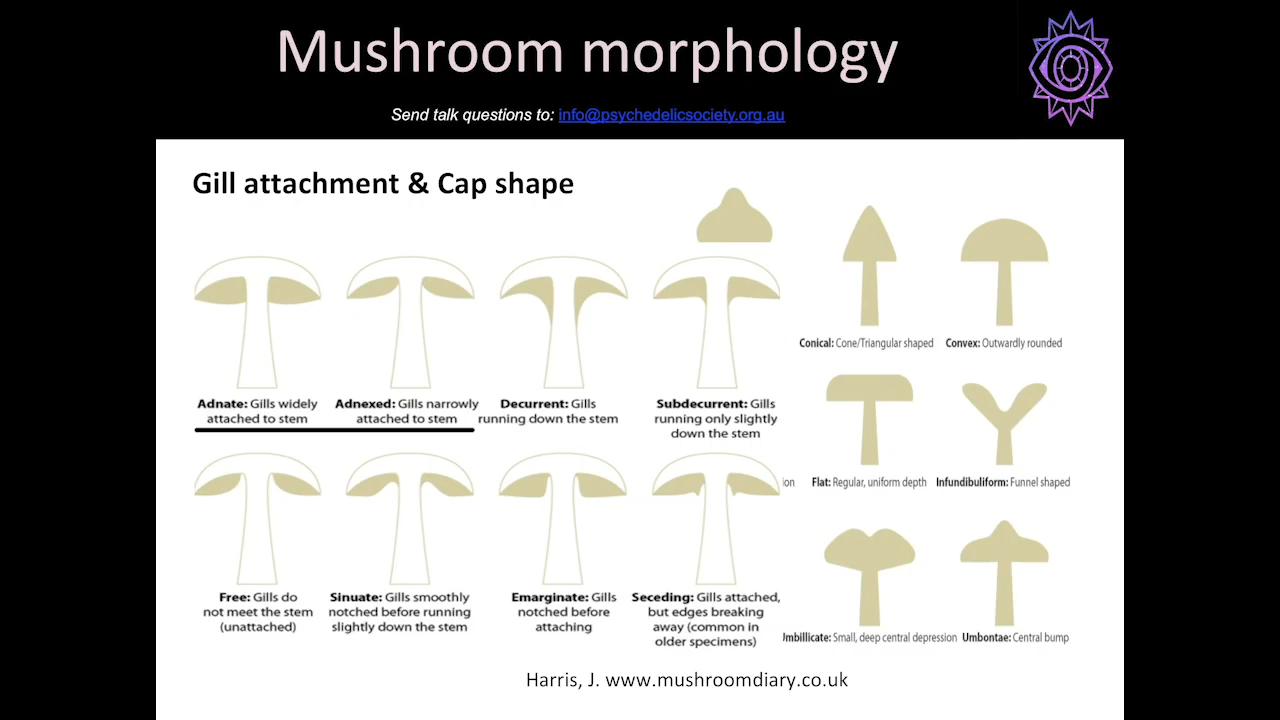 Mushroom morphology
Send talk questions to: info@psychedelicsociety.org.au
Gill attachment & Cap shape
Conical: Cone/Triangular shaped
Convex: Outwardly rounded
Adnate: Gills widely
attached to stem
Adnexed: Gills narrowly
attached to stem
Decurrent: Gills
running down the stem
Subdecurrent: Gills
running only slightly
down the stem
ion
Flat: Regular, uniform depth
Infundibuliform: Funnel shaped
Free: Gills do
not meet the stem
(unattached)
Sinuate: Gills smoothly
notched before running
slightly down the stem
Emarginate: Gills
notched before
attaching
Seceding: Gills attached,
but edges breaking
away (common in
older specimens)
Umbillicate: Small, deep central depression
Umbontae: Central bump
Harris, J. www.mushroomdiary.co.uk